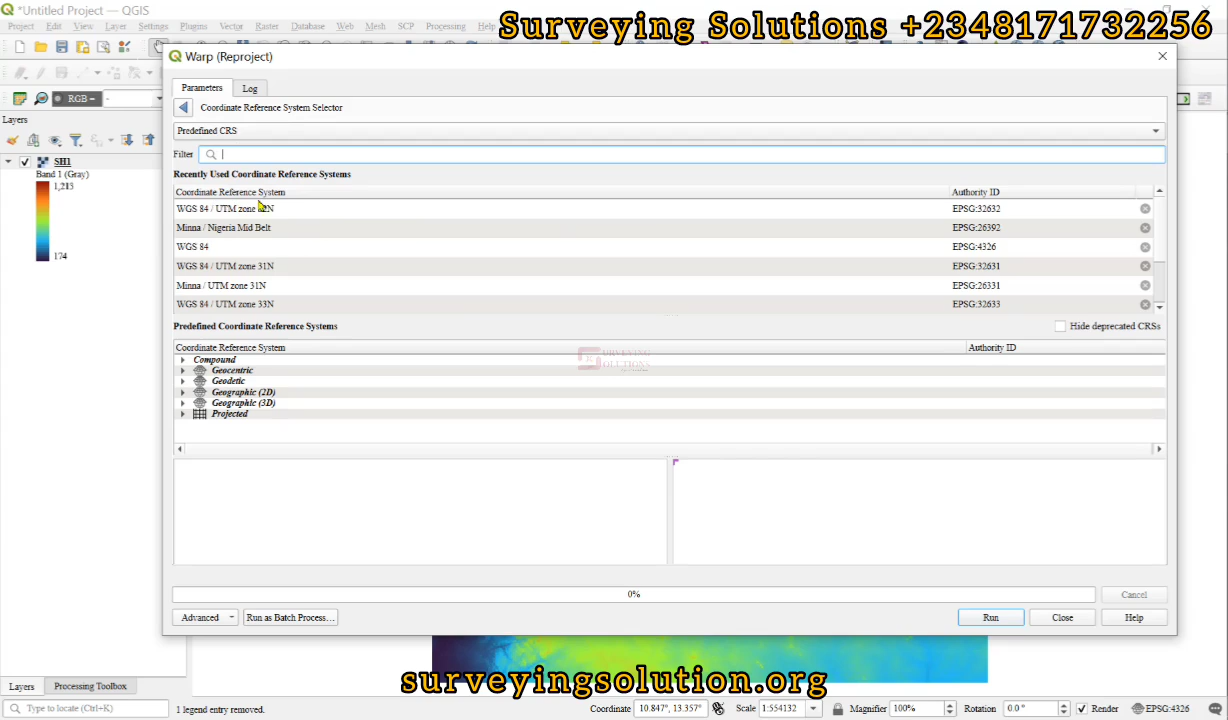 *Untitled Project — QGIS
Surveying Solutions +2348171732256
Project Edit View Layer Settings Plugins Vector Raster Database Web Mesh SCP Processing Help
Warp (Reproject)
Parameters Log
Coordinate Reference System Selector
RGB
Predefined CRS
Layers
Filter
SH1
Band 1 (Gray)
1,213
174
Recently Used Coordinate Reference Systems
Coordinate Reference System Authority ID
WGS 84 / UTM zone 32N EPSG:32632
Minna / Nigeria Mid Belt EPSG:26392
WGS 84 EPSG:4326
WGS 84 / UTM zone 31N EPSG:32631
Minna / UTM zone 31N EPSG:26331
WGS 84 / UTM zone 33N EPSG:32633
Predefined Coordinate Reference Systems Hide deprecated CRSs
Coordinate Reference System Authority ID
Compound
Geocentric
Geodetic
Geographic (2D)
Geographic (3D)
Projected
SURVEYING
SOLUTIONS
0% Cancel
Advanced Run as Batch Process… Run Close Help
surveyingsolution.org
Layers Processing Toolbox
Type to locate (Ctrl+K) 1 legend entry removed. Coordinate 10.847°, 13.357° Scale 1:554132 Magnifier 100% Rotation 0.0 ° Render EPSG:4326